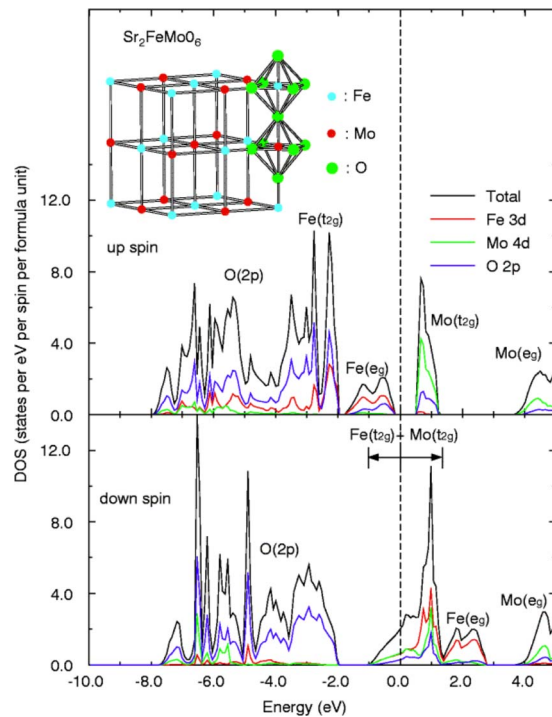 Sr₂FeMoO₆
: Fe
: Mo
: O
12.0
8.0
4.0
0.0
up spin
O(2p)
Fe(t₂g)
Fe(eg)
Mo(t₂g)
Mo(eg)
Total
Fe 3d
Mo 4d
O 2p
DOS (states per eV per spin per formula unit)
Fe(t₂g) + Mo(t₂g)
12.0
8.0
4.0
0.0
down spin
O(2p)
Fe(eg)
Mo(eg)
-10.0 -8.0 -6.0 -4.0 -2.0 0.0 2.0 4.0
Energy (eV)